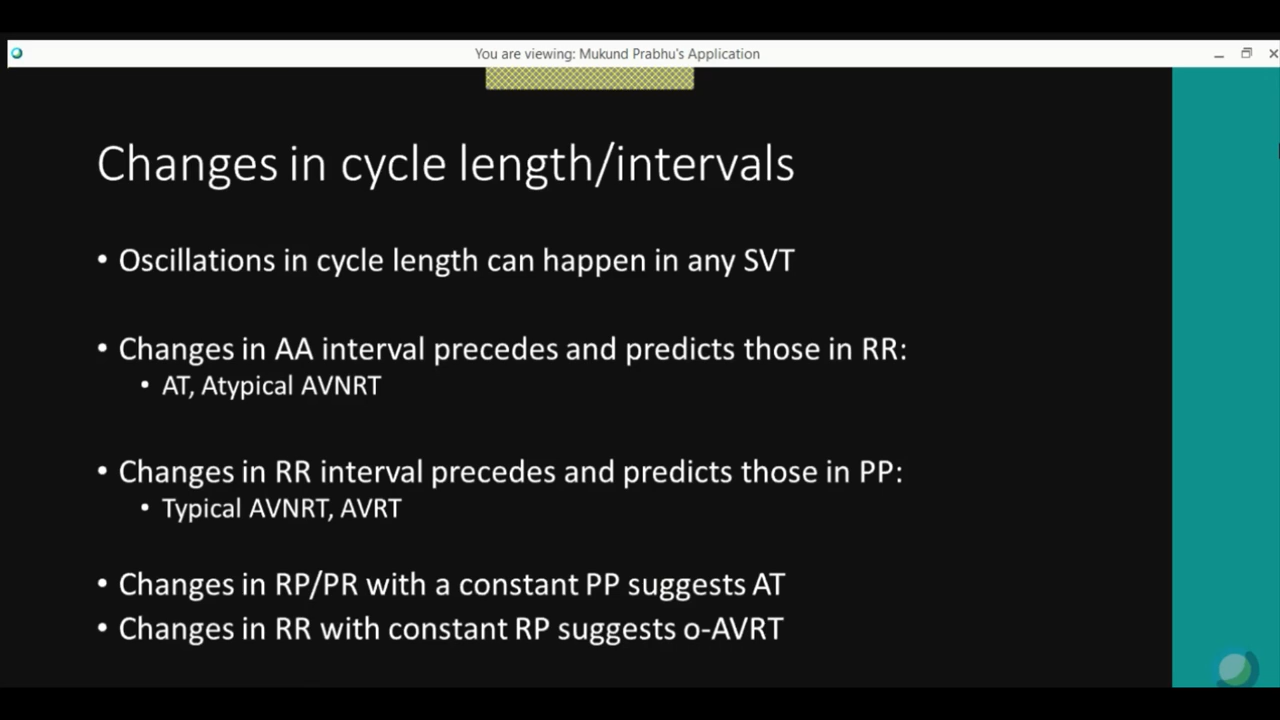 You are viewing: Mukund Prabhu's Application
Changes in cycle length/intervals
• Oscillations in cycle length can happen in any SVT
• Changes in AA interval precedes and predicts those in RR:
• AT, Atypical AVNRT
• Changes in RR interval precedes and predicts those in PP:
• Typical AVNRT, AVRT
• Changes in RP/PR with a constant PP suggests AT
• Changes in RR with constant RP suggests o-AVRT